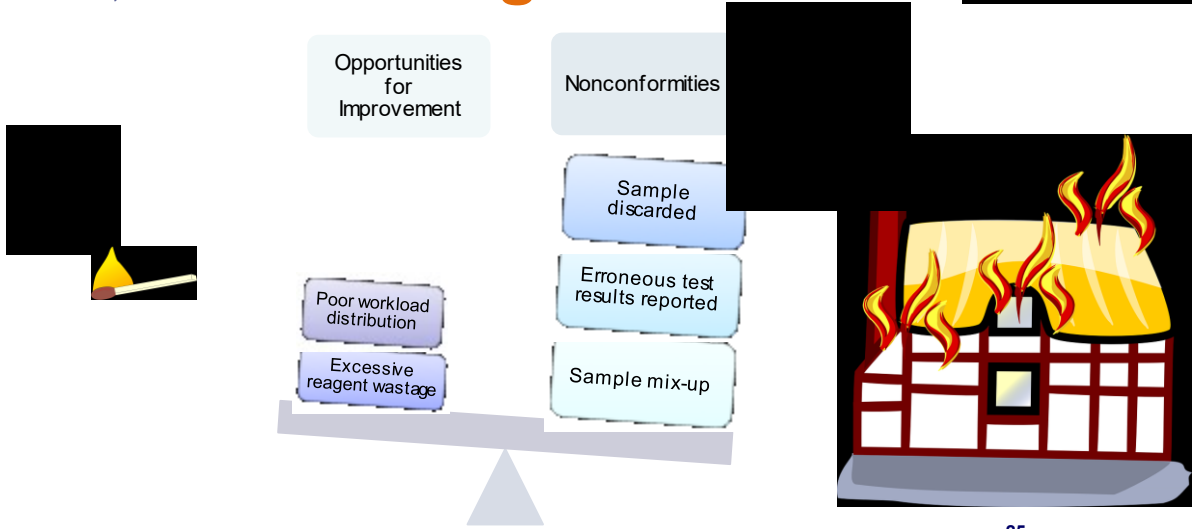 Opportunities
for
Improvement
Nonconformities
Sample
discarded
Erroneous test
results reported
Sample mix-up
Poor workload
distribution
Excessive
reagent wastage